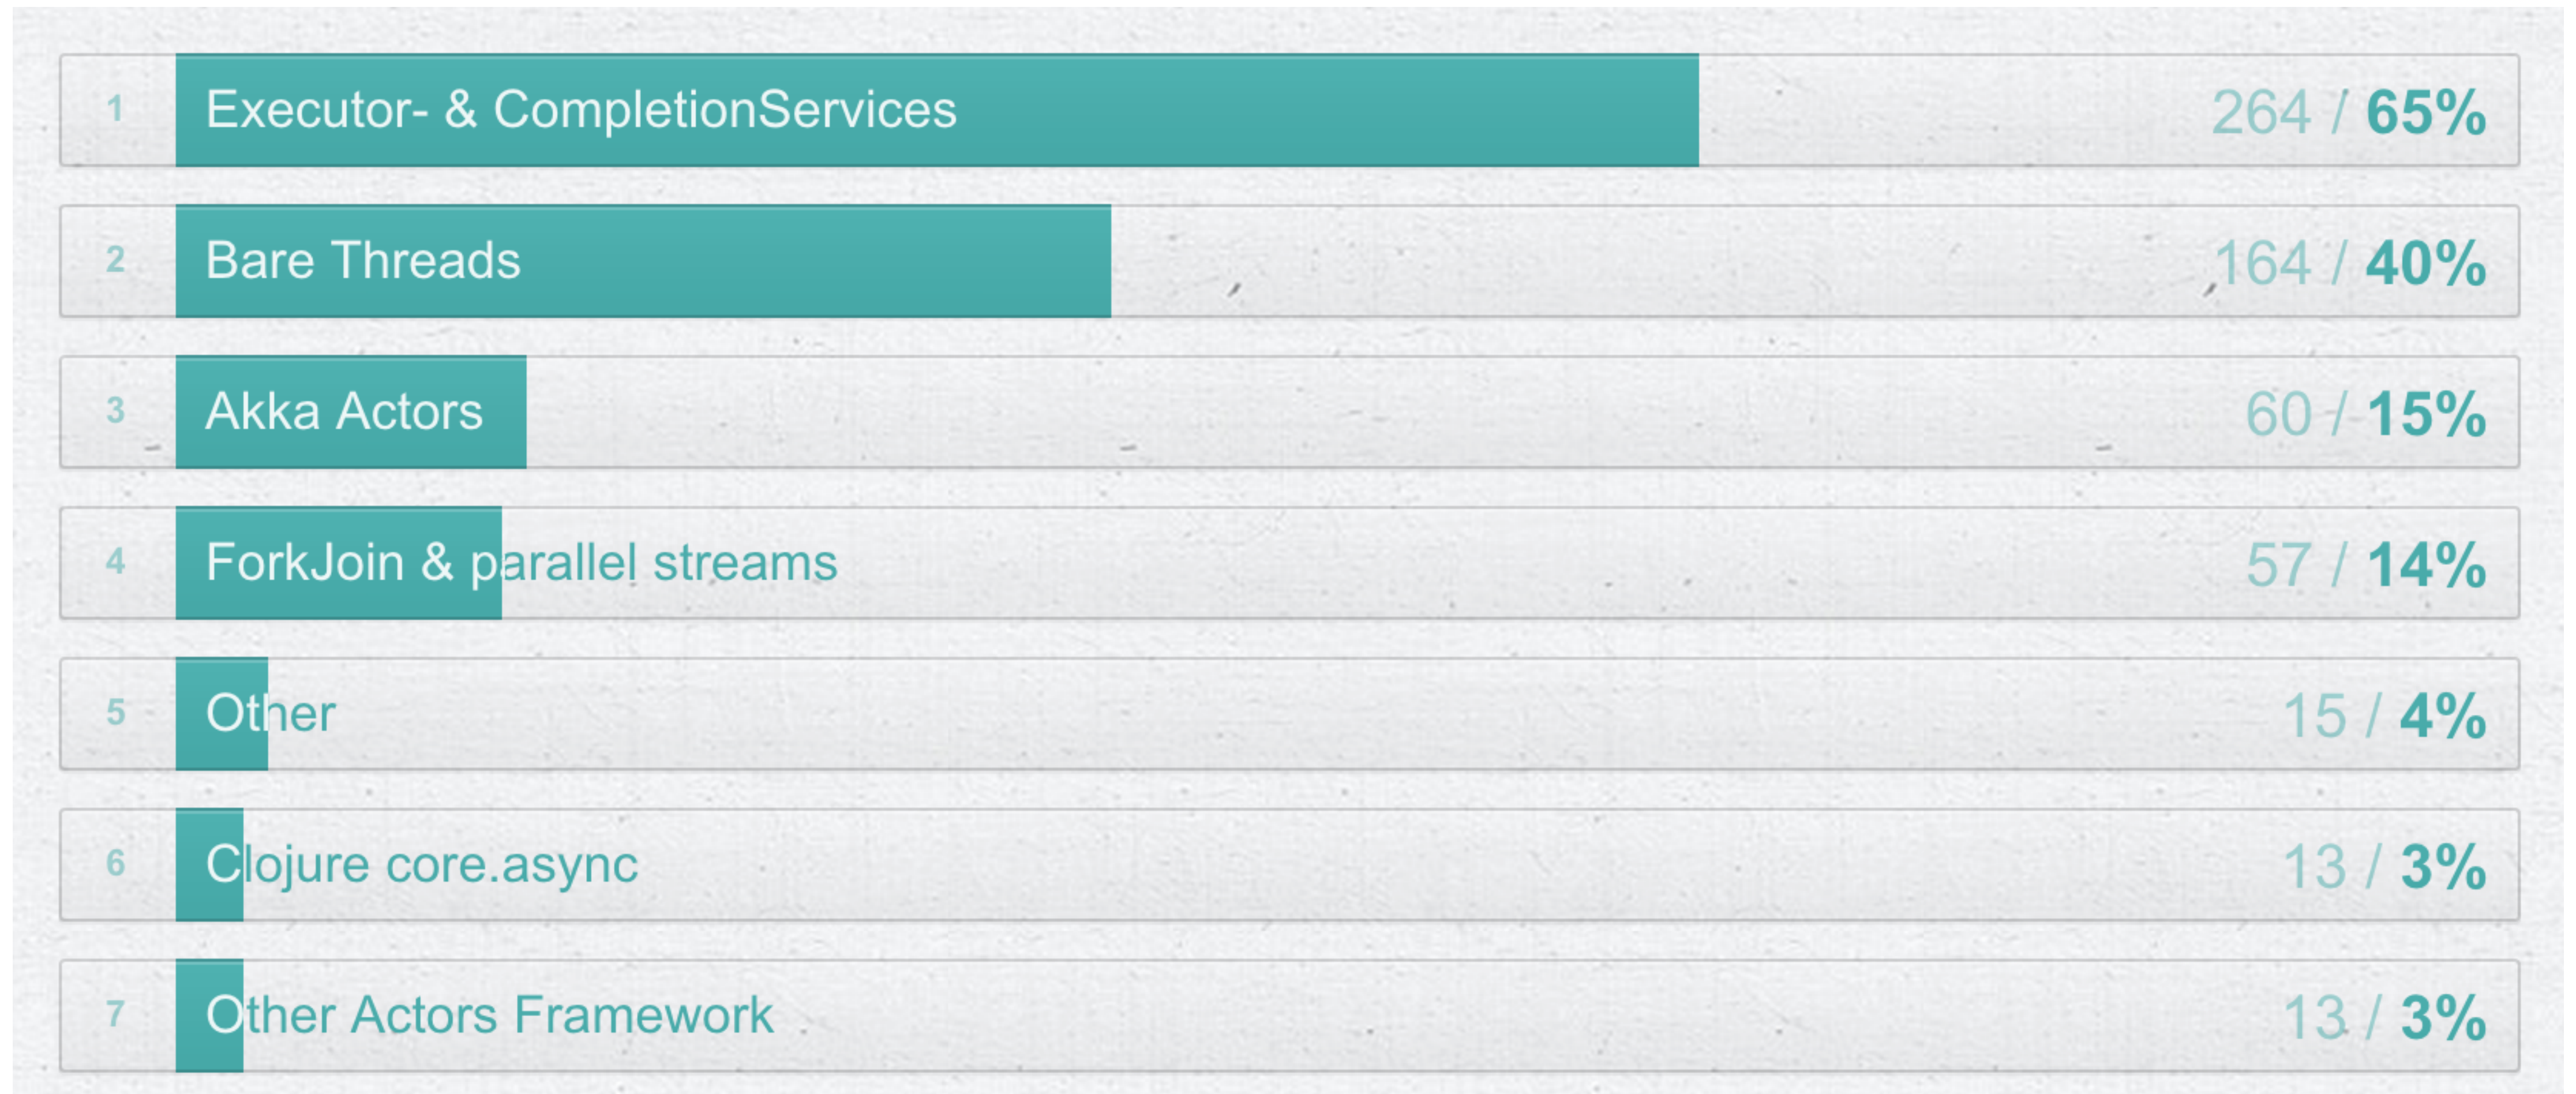 1 Executor- & CompletionServices 264 / 65%
2 Bare Threads 164 / 40%
3 Akka Actors 60 / 15%
4 ForkJoin & parallel streams 57 / 14%
5 Other 15 / 4%
6 Clojure core.async 13 / 3%
7 Other Actors Framework 13 / 3%